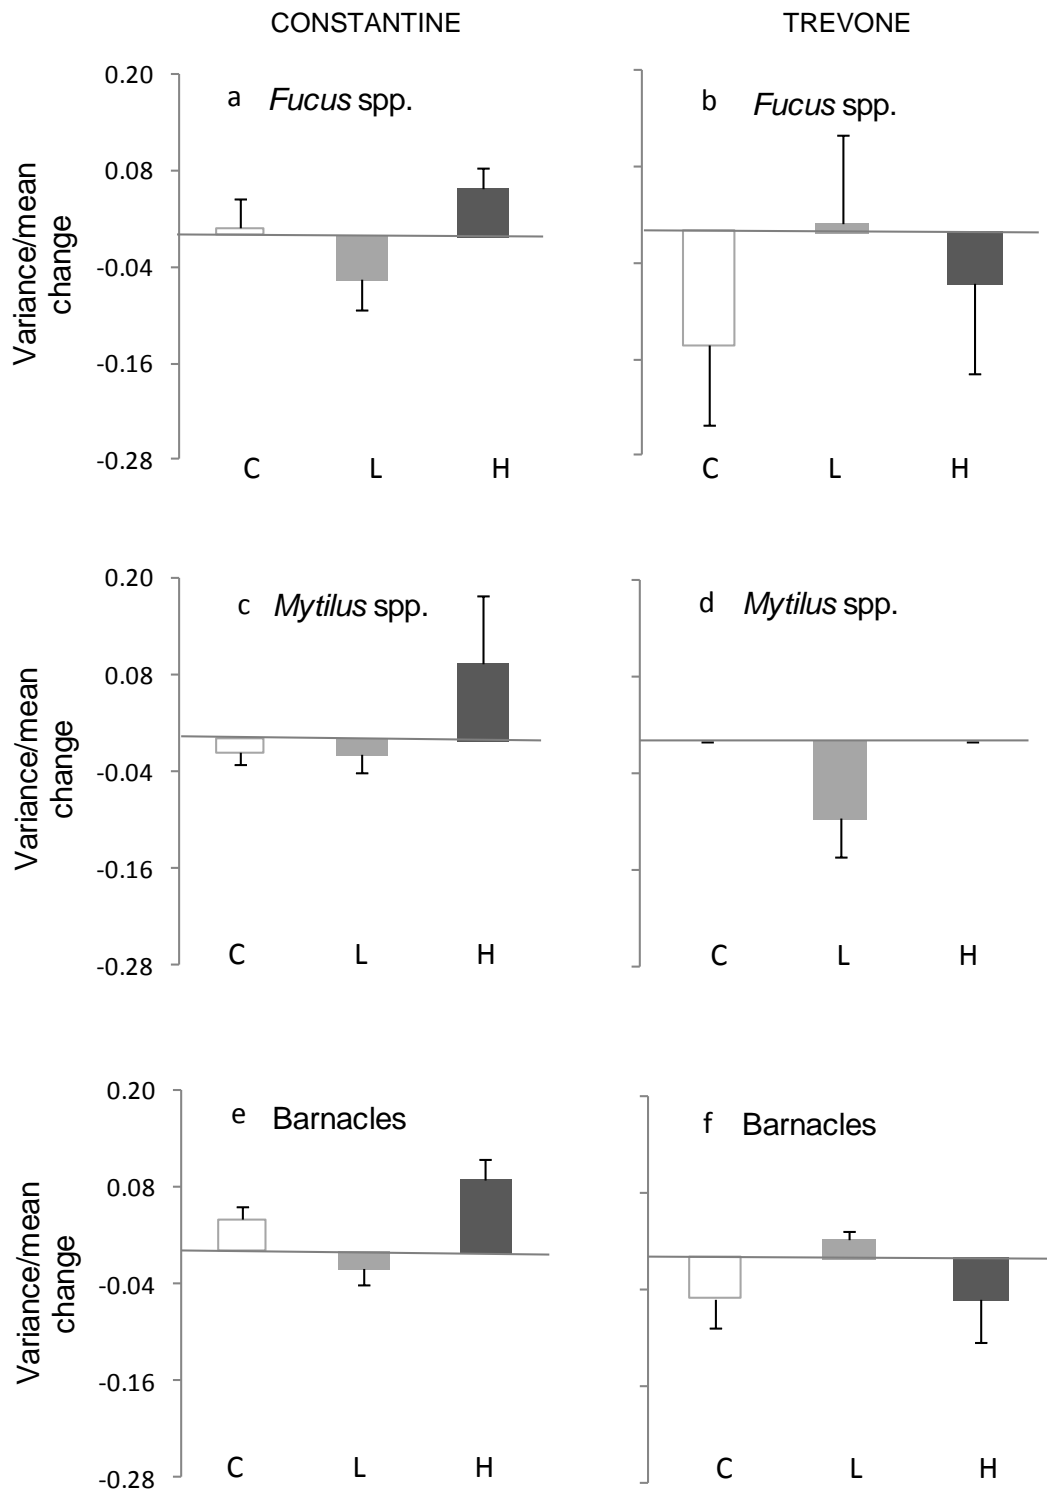 CONSTANTINE
TREVONE
a Fucus spp.
b Fucus spp.
Variance/mean
change
0.20
0.08
-0.04
-0.16
-0.28
C L H
C L H
c Mytilus spp.
d Mytilus spp.
Variance/mean
change
0.20
0.08
-0.04
-0.16
-0.28
C L H
C L H
e Barnacles
f Barnacles
Variance/mean
change
0.20
0.08
-0.04
-0.16
-0.28
C L H
C L H